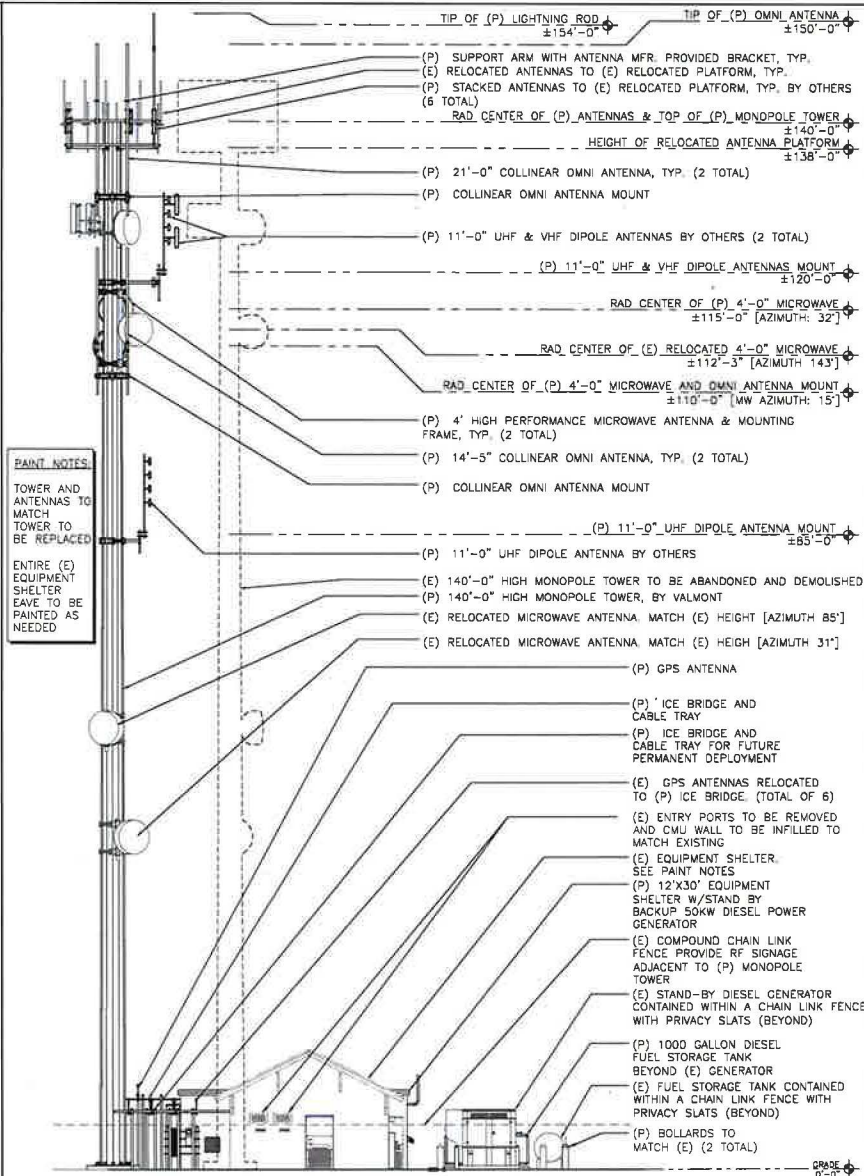 TIP OF (P) LIGHTNING ROD
±154'-0"
TIP OF (P) OMNI ANTENNA
±150'-0"
(P) SUPPORT ARM WITH ANTENNA MFR. PROVIDED BRACKET, TYP.
(E) RELOCATED ANTENNAS TO (E) RELOCATED PLATFORM, TYP.
(P) STACKED ANTENNAS TO (E) RELOCATED PLATFORM, TYP. BY OTHERS
(6 TOTAL)
RAD CENTER OF (P) ANTENNAS & TOP OF (P) MONOPOLE TOWER
±140'-0"
HEIGHT OF RELOCATED ANTENNA PLATFORM
±138'-0"
(P) 21'-0" COLLINEAR OMNI ANTENNA, TYP. (2 TOTAL)
(P) COLLINEAR OMNI ANTENNA MOUNT
(P) 11'-0" UHF & VHF DIPOLE ANTENNAS BY OTHERS (2 TOTAL)
(P) 11'-0" UHF & VHF DIPOLE ANTENNAS MOUNT
±120'-0"
RAD CENTER OF (P) 4'-0" MICROWAVE
±115'-0" [AZIMUTH: 32°]
RAD CENTER OF (E) RELOCATED 4'-0" MICROWAVE
±112'-3" [AZIMUTH 143°]
RAD CENTER OF (P) 4'-0" MICROWAVE AND OMNI ANTENNA MOUNT
±110'-0" [MW AZIMUTH: 15°]
(P) 4' HIGH PERFORMANCE MICROWAVE ANTENNA & MOUNTING
FRAME, TYP. (2 TOTAL)
(P) 14'-5" COLLINEAR OMNI ANTENNA, TYP. (2 TOTAL)
(P) COLLINEAR OMNI ANTENNA MOUNT
PAINT NOTES:
TOWER AND
ANTENNAS TO
MATCH
TOWER TO
BE REPLACED
ENTIRE (E)
EQUIPMENT
SHELTER
EAVE TO BE
PAINTED AS
NEEDED
(P) 11'-0" UHF DIPOLE ANTENNA MOUNT
±85'-0"
(P) 11'-0" UHF DIPOLE ANTENNA BY OTHERS
(E) 140'-0" HIGH MONOPOLE TOWER TO BE ABANDONED AND DEMOLISHED
(P) 140'-0" HIGH MONOPOLE TOWER, BY VALMONT
(E) RELOCATED MICROWAVE ANTENNA. MATCH (E) HEIGHT [AZIMUTH 85°]
(E) RELOCATED MICROWAVE ANTENNA. MATCH (E) HEIGH [AZIMUTH 31°]
(P) GPS ANTENNA
(P) ' ICE BRIDGE AND
CABLE TRAY
(P) ICE BRIDGE AND
CABLE TRAY FOR FUTURE
PERMANENT DEPLOYMENT
(E) GPS ANTENNAS RELOCATED
TO (P) ICE BRIDGE. (TOTAL OF 6)
(E) ENTRY PORTS TO BE REMOVED
AND CMU WALL TO BE INFILLED TO
MATCH EXISTING
(E) EQUIPMENT SHELTER.
SEE PAINT NOTES
(P) 12'X30' EQUIPMENT
SHELTER W/STAND BY
BACKUP 50KW DIESEL POWER
GENERATOR
(E) COMPOUND CHAIN LINK
FENCE PROVIDE RF SIGNAGE
ADJACENT TO (P) MONOPOLE
TOWER
(E) STAND-BY DIESEL GENERATOR
CONTAINED WITHIN A CHAIN LINK FENCE
WITH PRIVACY SLATS (BEYOND)
(P) 1000 GALLON DIESEL
FUEL STORAGE TANK
BEYOND (E) GENERATOR
(E) FUEL STORAGE TANK CONTAINED
WITHIN A CHAIN LINK FENCE WITH
PRIVACY SLATS (BEYOND)
(P) BOLLARDS TO
MATCH (E) (2 TOTAL)
GRADE
0'-0"